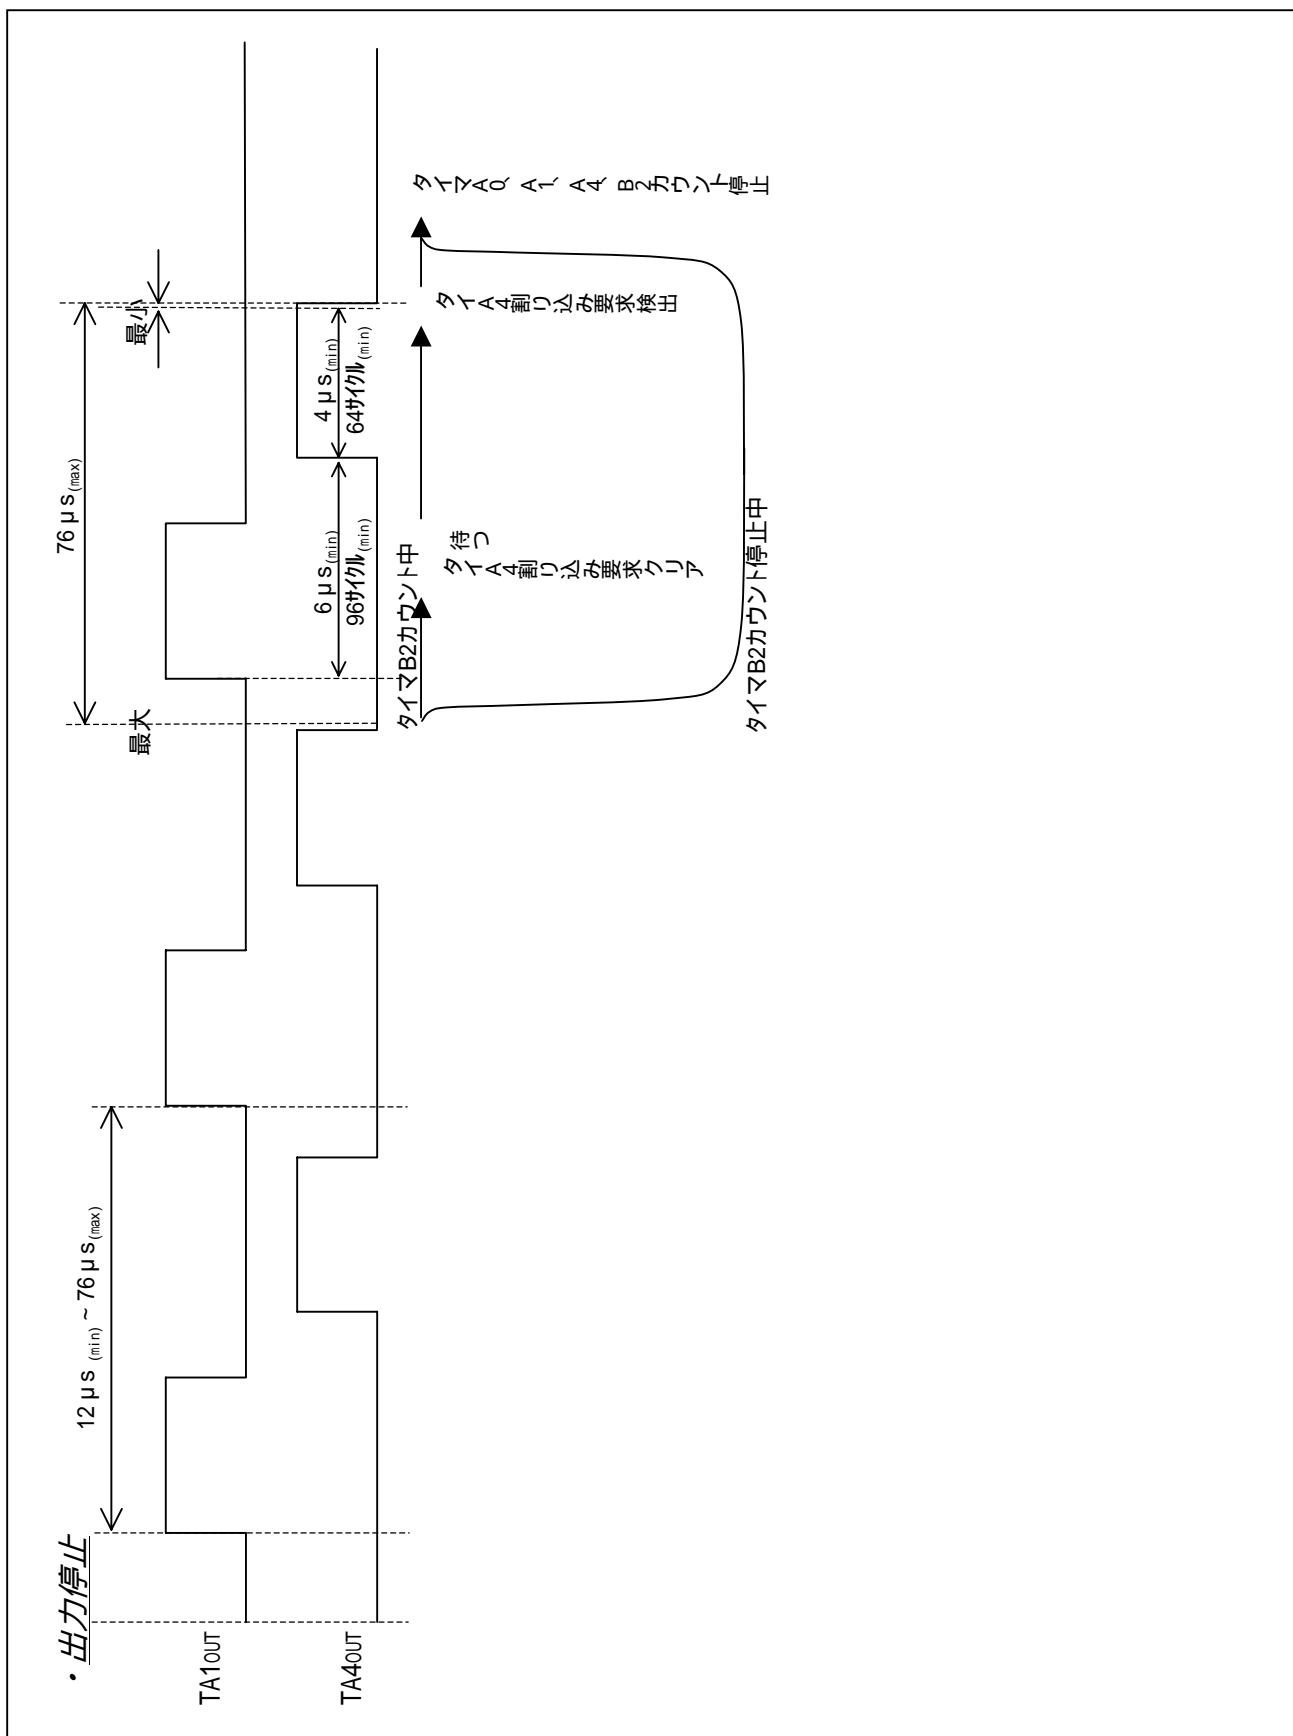 ・出力停止
12μs(min) ~ 76μs(max)
76μs(max)
最大
最小
TA1OUT
TA4OUT
6μs(min)
96サイクル(min)
4μs(min)
64サイクル(min)
タイマB2カウント中
タイA4割り込み要求クリア
待つ
タイA4割り込み要求検出
タイマA0、A1、A4、B2カウント停止
タイマB2カウント停止中